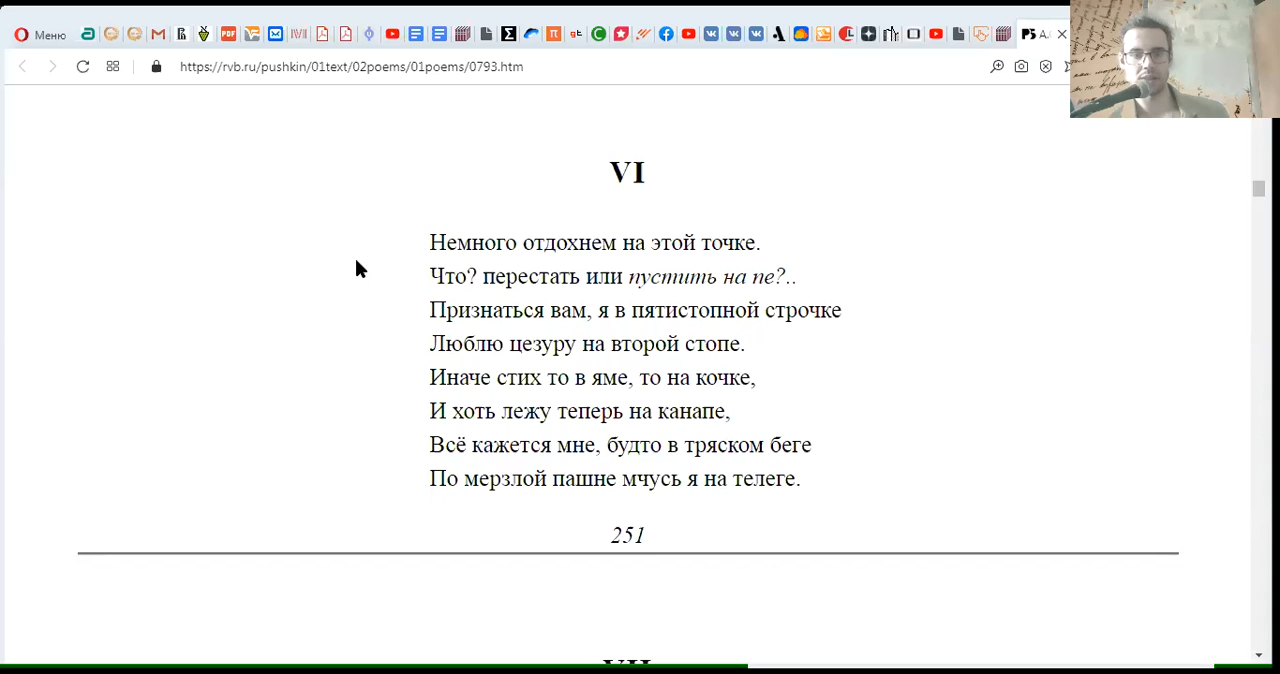 Меню
https://rvb.ru/pushkin/01text/02poems/01poems/0793.htm
VI
Немного отдохнем на этой точке.
Что? перестать или пустить на пе?..
Признаться вам, я в пятистопной строчке
Люблю цезуру на второй стопе.
Иначе стих то в яме, то на кочке,
И хоть лежу теперь на канапе,
Всё кажется мне, будто в тряском беге
По мерзлой пашне мчусь я на телеге.
251
VII